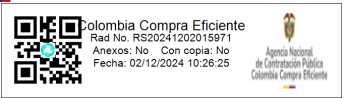 Colombia Compra Eficiente
Rad No. RS20241202015971
Anexos: No Con copia: No
Fecha: 02/12/2024 10:26:25
Agencia Nacional
de Contratación Pública
Colombia Compra Eficiente